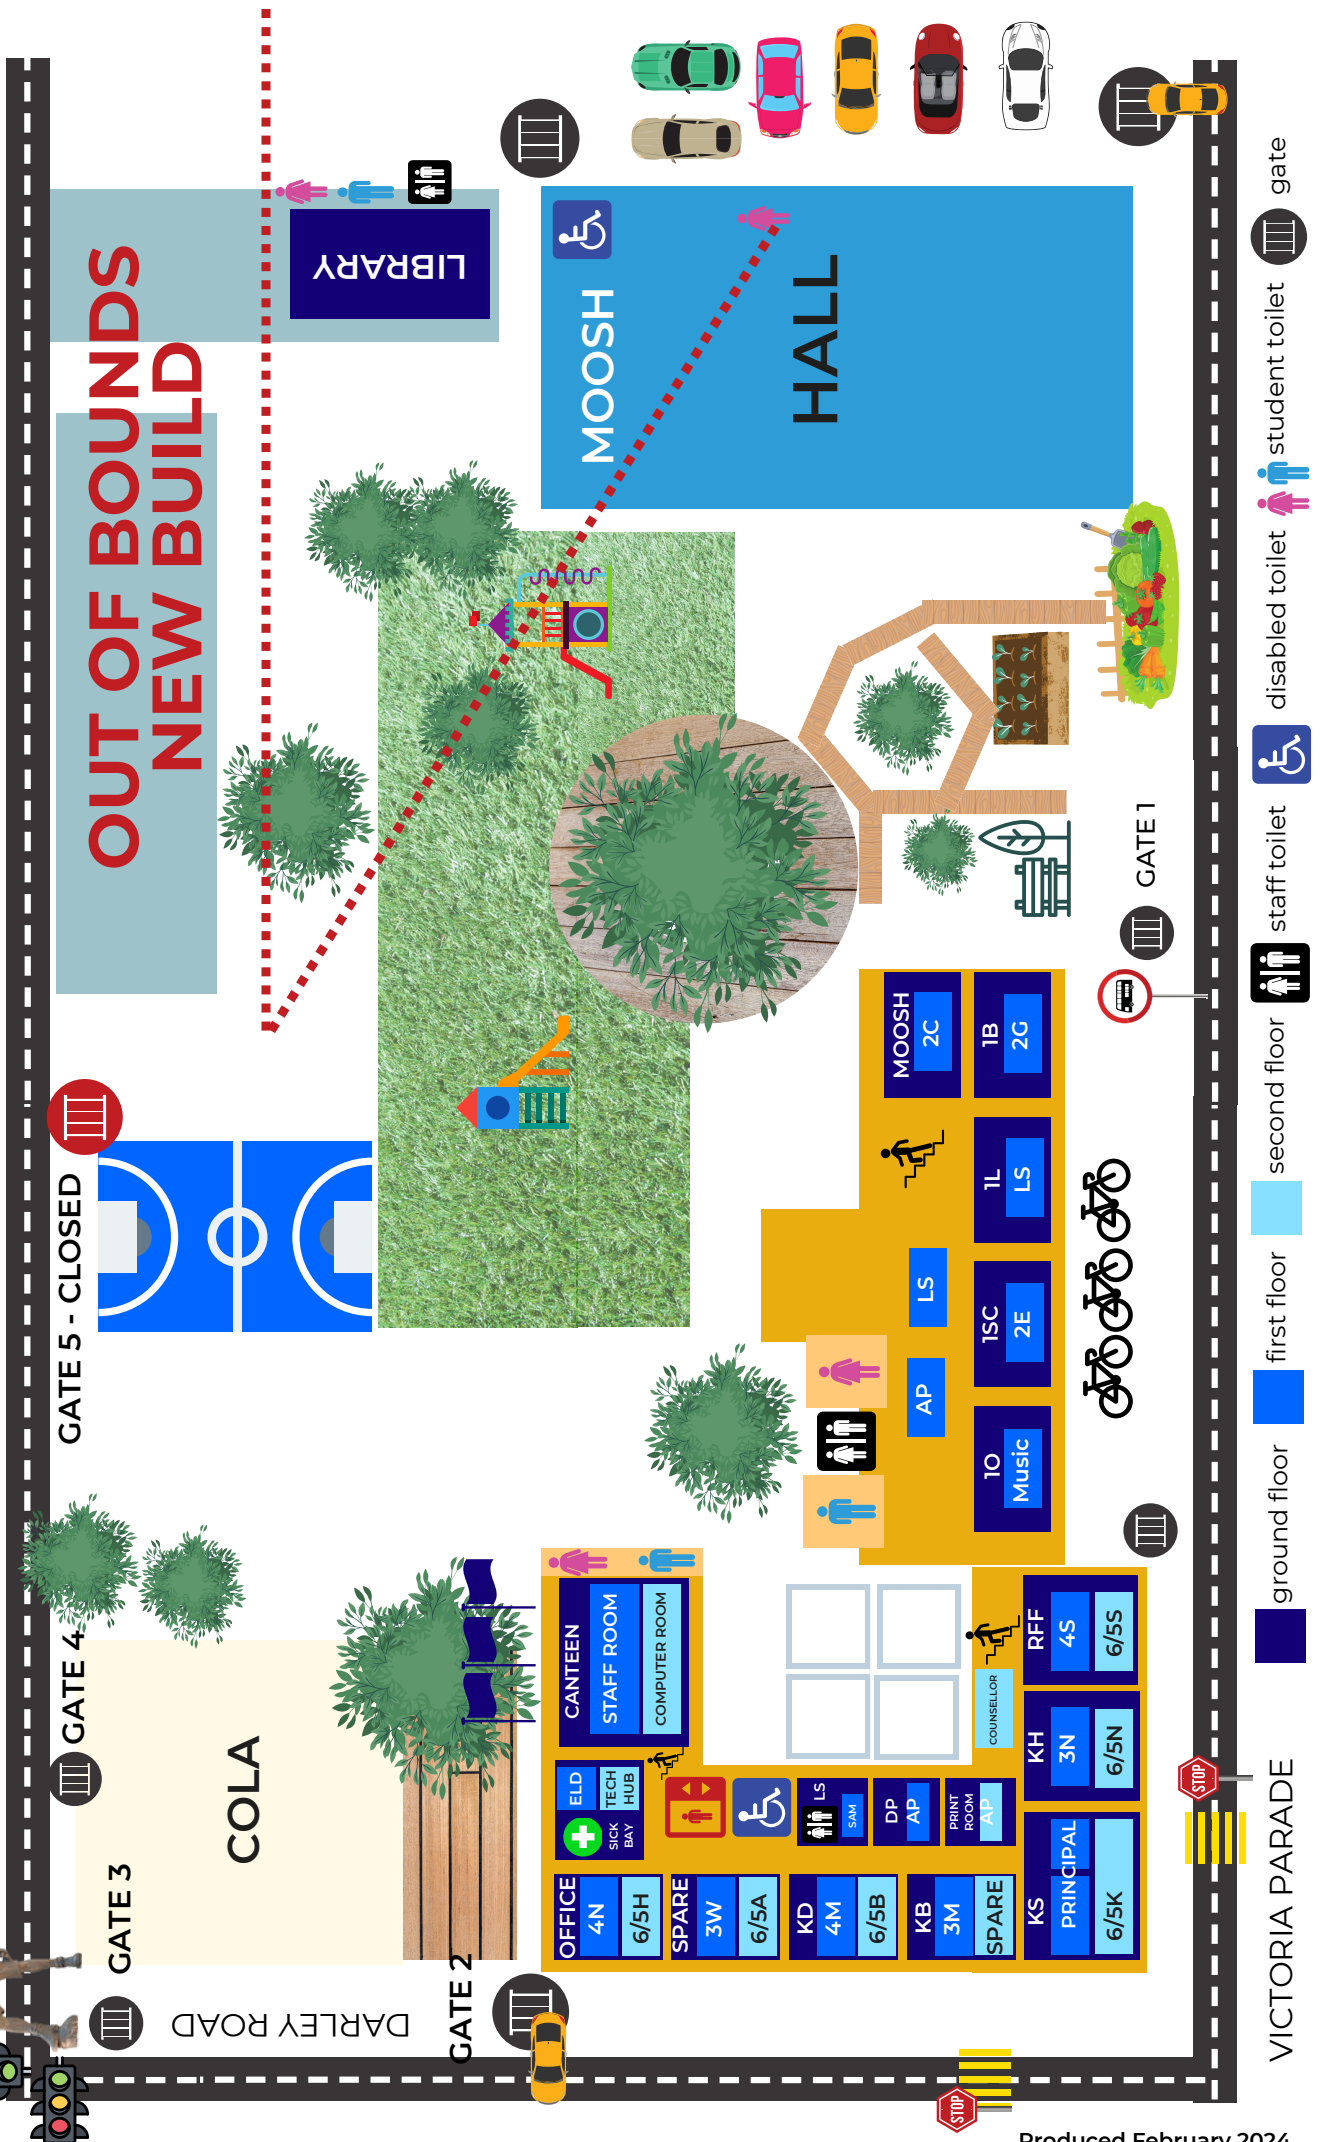 OUT OF BOUNDS
NEW BUILD
LIBRARY
MOOSH
HALL
GATE 5 - CLOSED
GATE 4
COLA
GATE 3
DARLEY ROAD
GATE 2
GATE 1
MOOSH
2C
1B
2G
1L
LS
1SC
2E
1O
Music
LS
AP
CANTEEN
STAFF ROOM
COMPUTER ROOM
ELD
TECH
HUB
SICK
BAY
LS
SAM
DP
AP
PRINT
ROOM
AP
COUNSELLOR
OFFICE
4N
6/5H
SPARE
3W
6/5A
KD
4M
6/5B
KB
3M
SPARE
KS
PRINCIPAL
6/5K
KH
3N
6/5N
RFF
4S
6/5S
STOP
STOP
VICTORIA PARADE
ground floor
first floor
second floor
staff toilet
disabled toilet
student toilet
gate
Produced February 2024